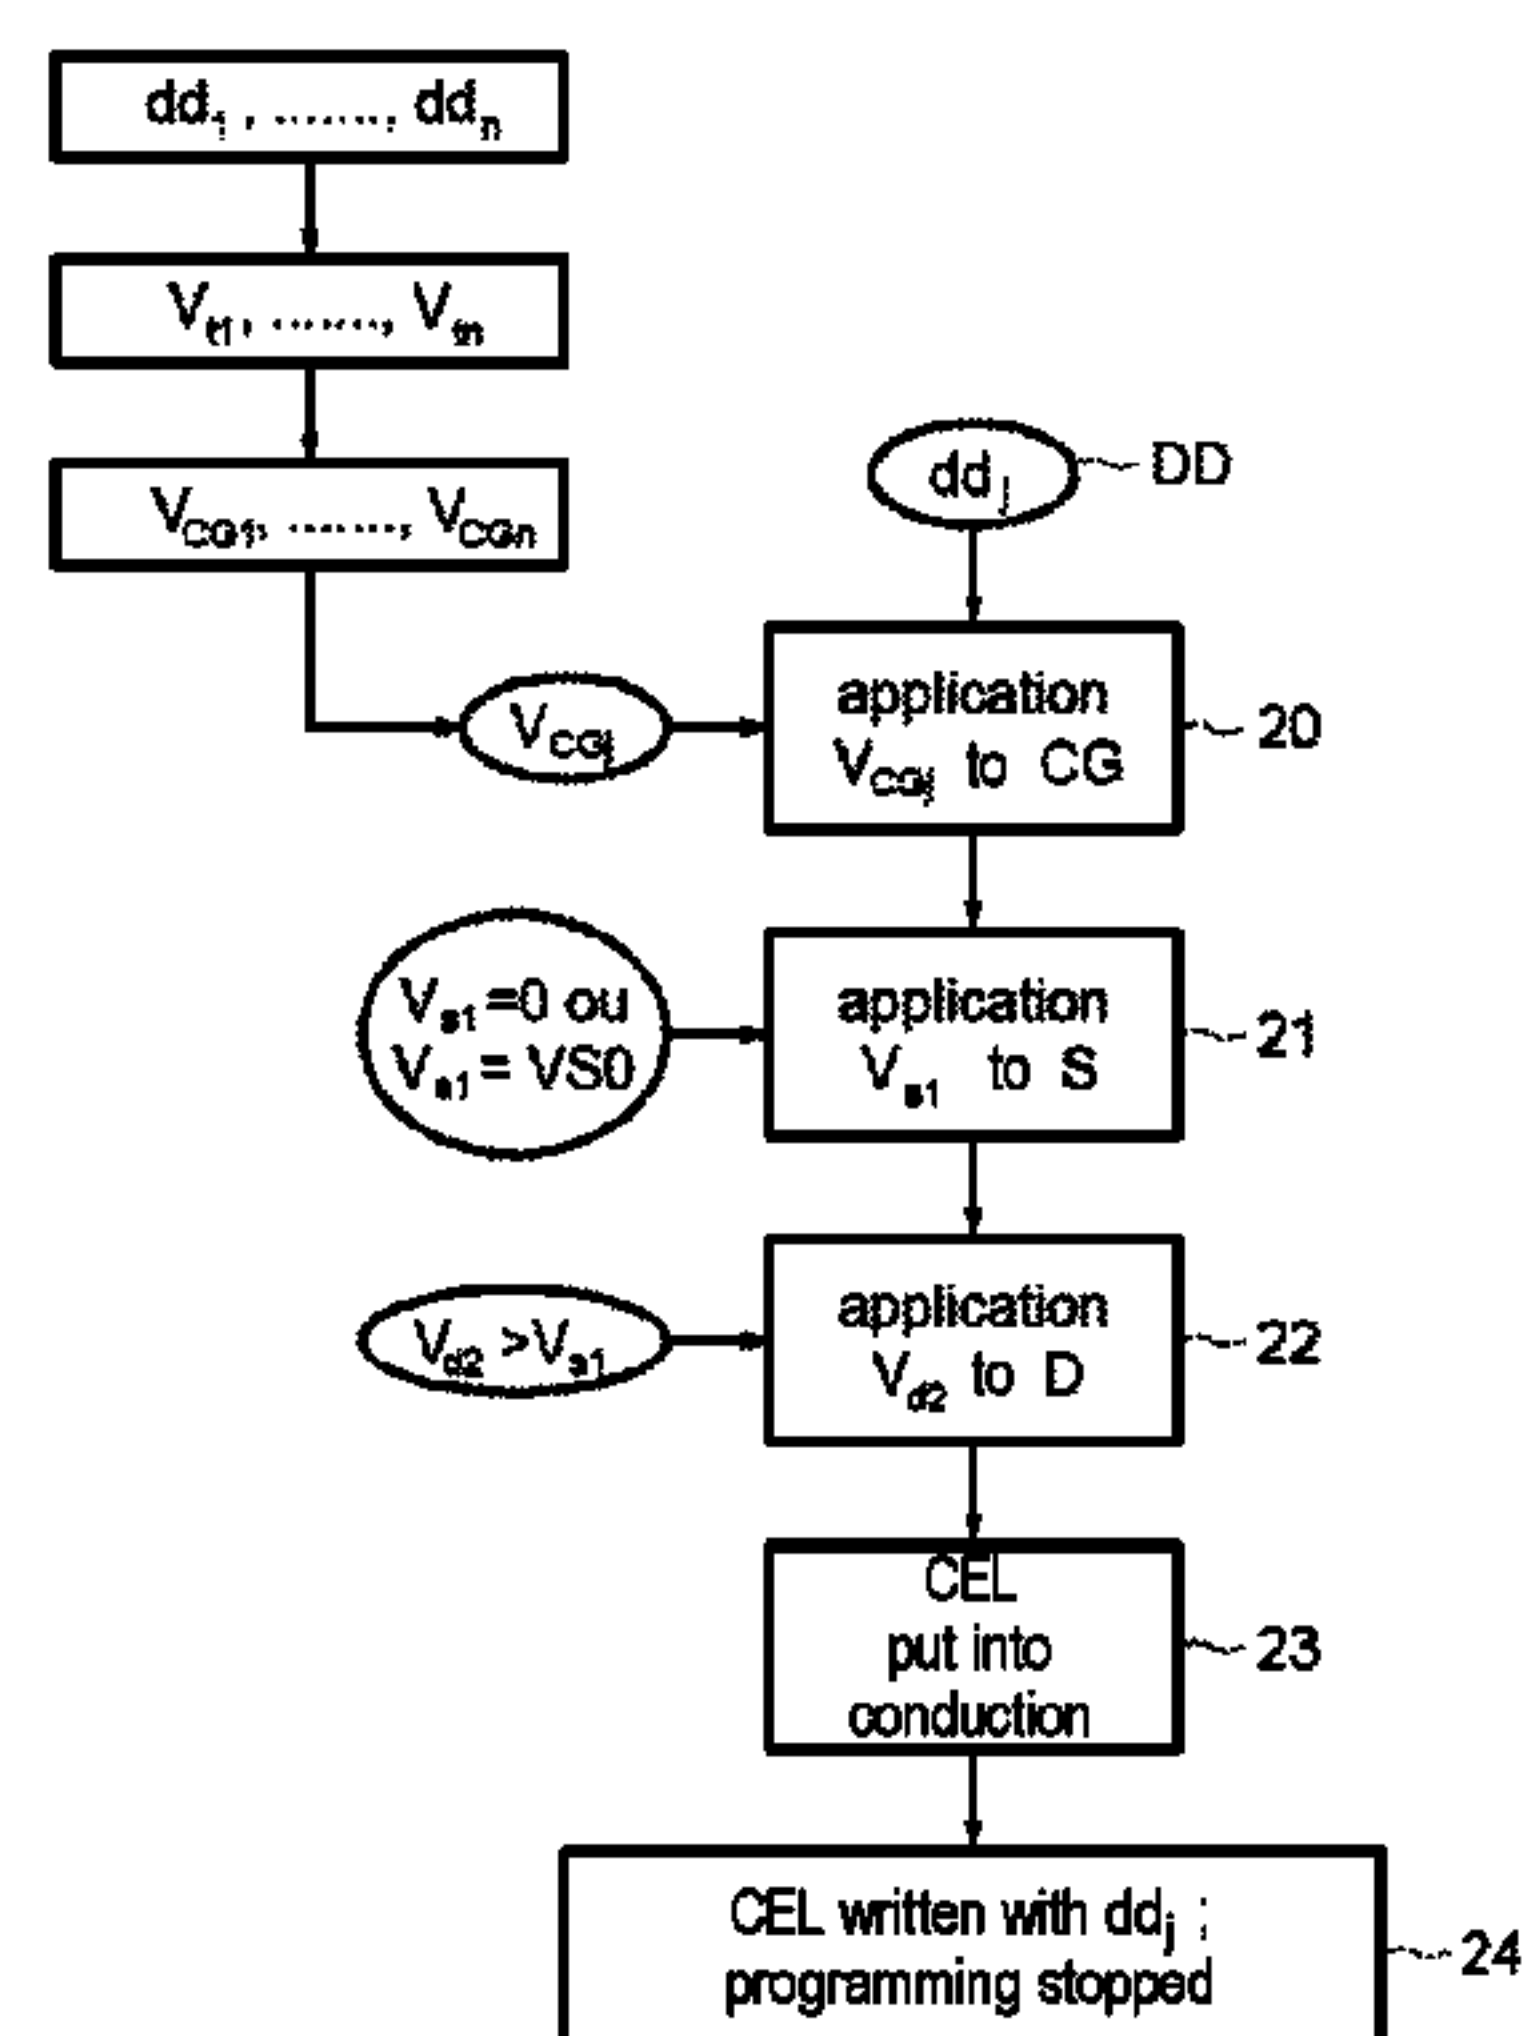 dd1, ........, ddn
Vt1, ........, Vtn
VCG1, ........, VCGn
ddj
DD
VCGj
application
VCGj to CG
20
Vs1 =0 ou
Vs1 = VS0
application
Vs1 to S
21
Vd2 >Vs1
application
Vd2 to D
22
CEL
put into
conduction
23
CEL written with ddj ;
programming stopped
24